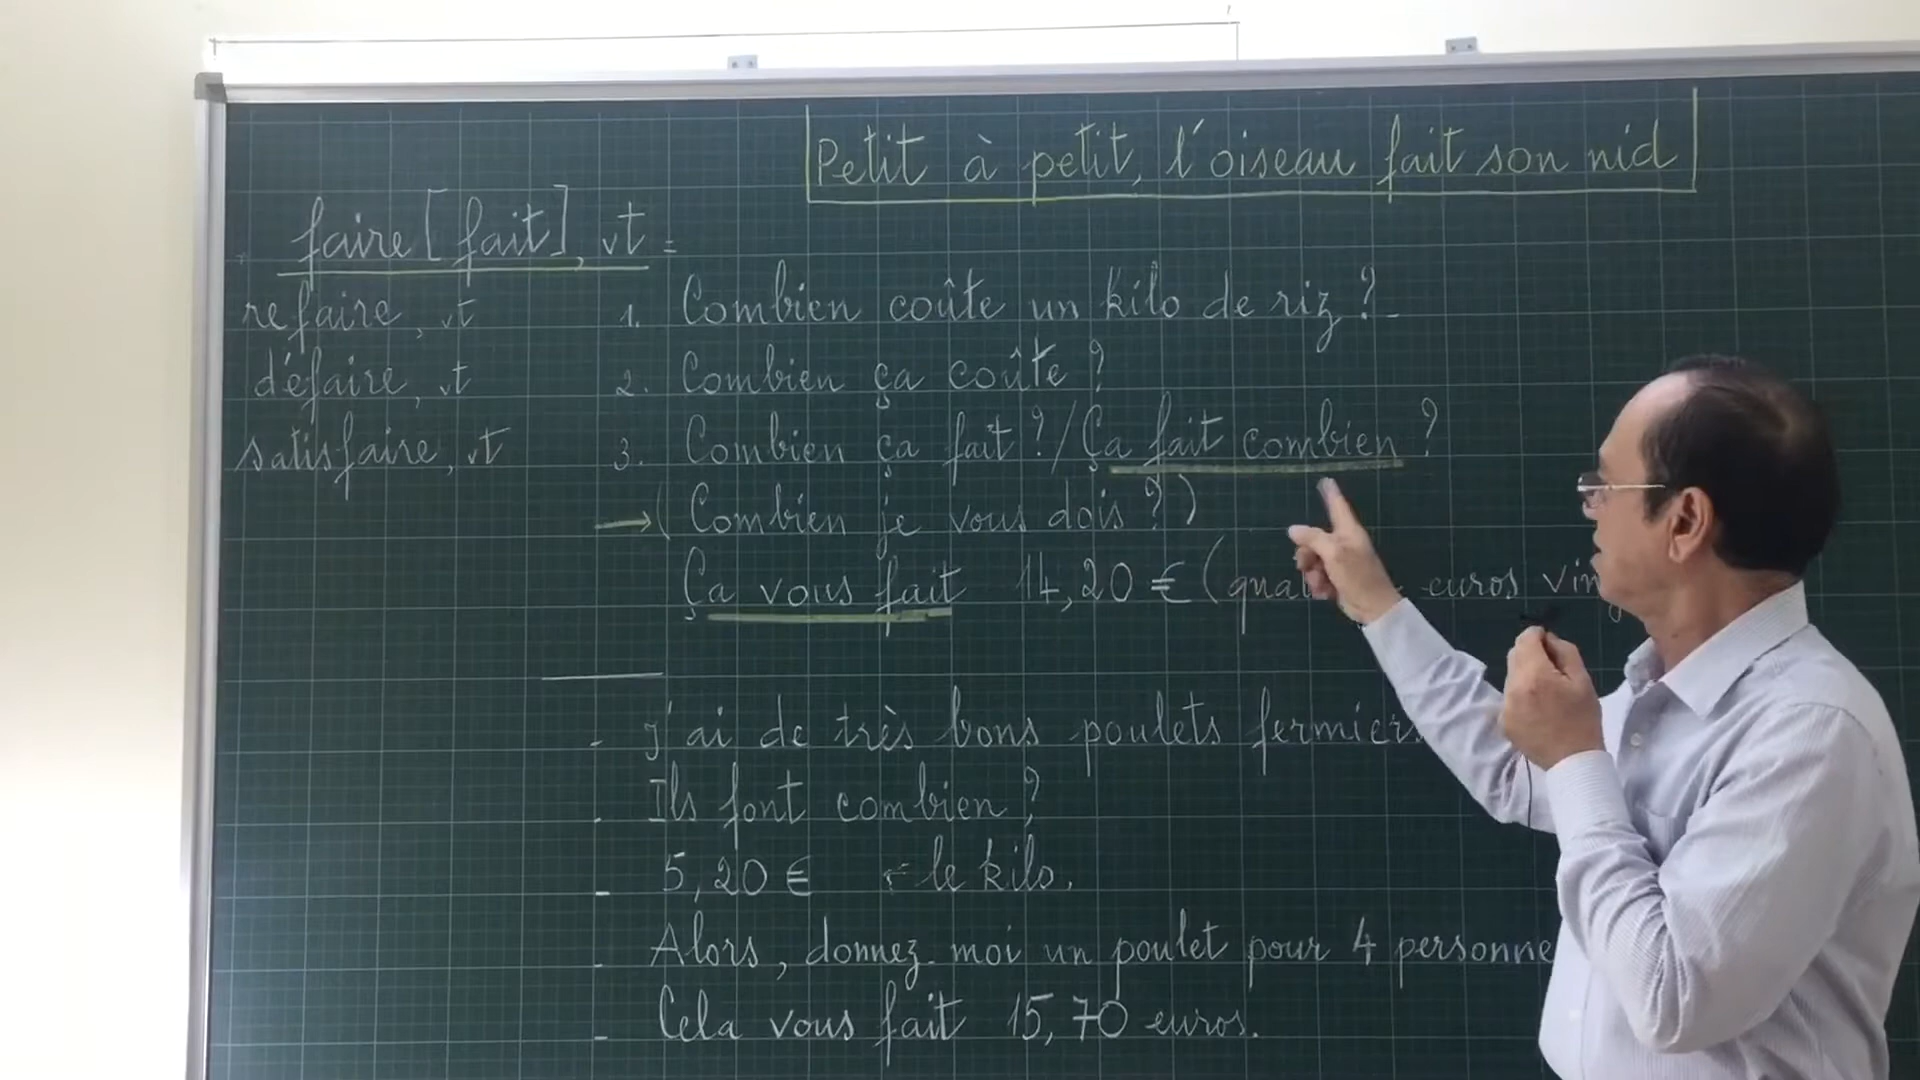 Petit à petit, l'oiseau fait son nid
faire [fait], vt =
refaire, vt
défaire, vt
satisfaire, vt
1. Combien coûte un kilo de riz ?
2. Combien ça coûte ?
3. Combien ça fait ? / Ça fait combien ?
→ ( Combien je vous dois ? )
Ça vous fait 14,20 € ( euros
- J'ai de très bons poulets fermiers
- Ils font combien ?
- 5,20 € le kilo.
- Alors, donnez-moi un poulet pour 4
- Cela vous fait 15,70 euros.